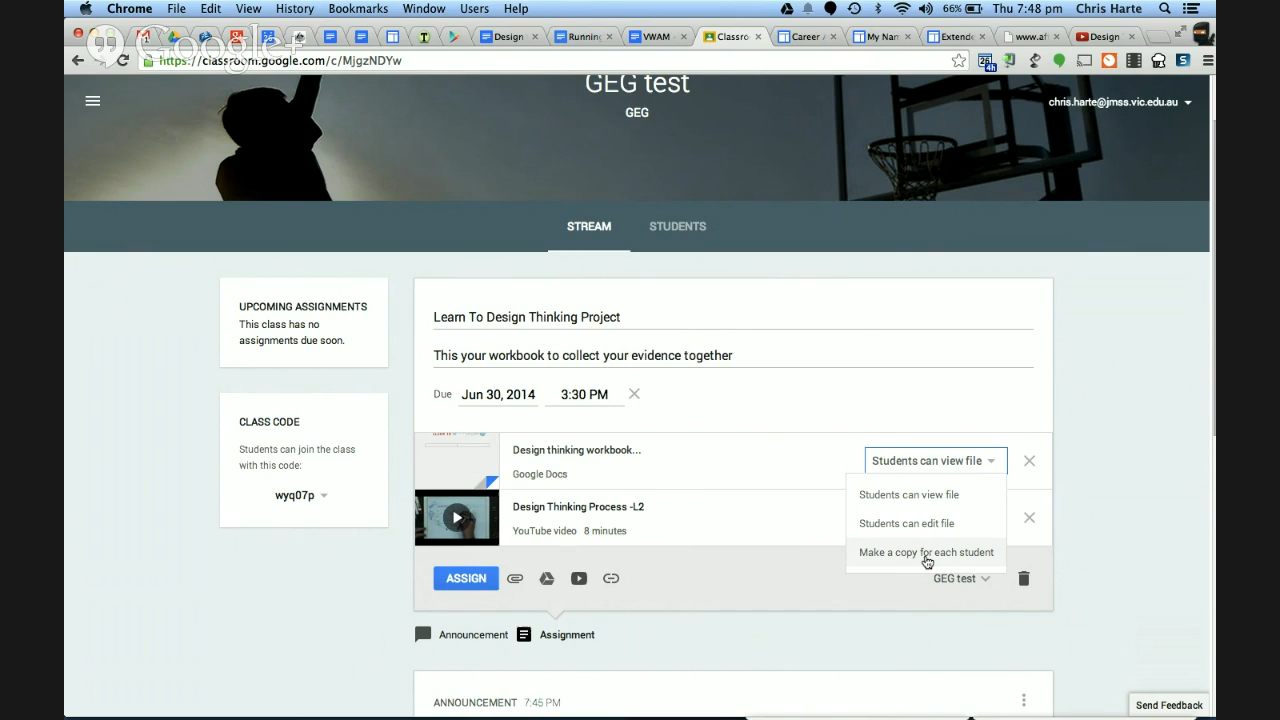 Chrome File Edit View History Bookmarks Window Users Help 66% Thu 7:48 pm Chris Harte
Google+
Design Running VWAM - Classro Career / My Nam Extende www.aft Design
https://classroom.google.com/c/MjgzNDYw
GEG test
GEG
chris.harte@jmss.vic.edu.au
STREAM STUDENTS
UPCOMING ASSIGNMENTS
This class has no
assignments due soon.
CLASS CODE
Students can join the class
with this code:
wyq07p
Learn To Design Thinking Project
This your workbook to collect your evidence together
Due Jun 30, 2014 3:30 PM
Design thinking workbook...
Google Docs
Students can view file
Design Thinking Process -L2
YouTube video 8 minutes
Students can view file
Students can edit file
Make a copy for each student
ASSIGN
GEG test
Announcement Assignment
ANNOUNCEMENT 7:45 PM
Send Feedback